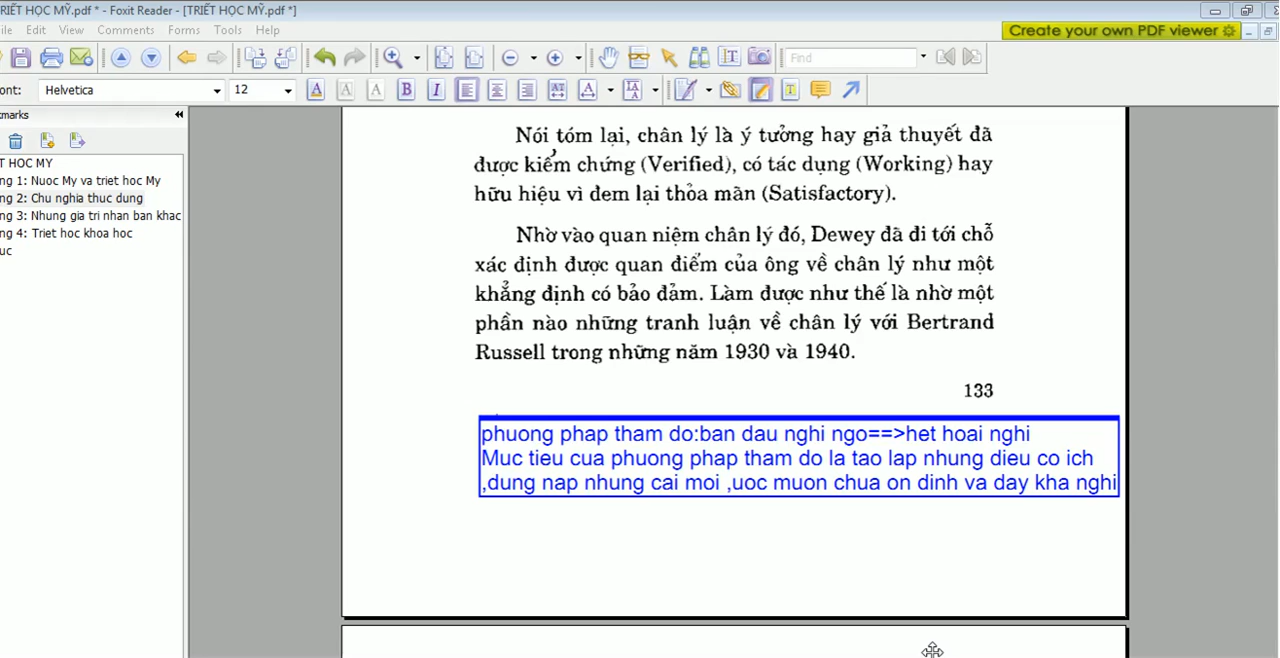 TRIẾT HỌC MỸ.pdf * - Foxit Reader - [TRIẾT HỌC MỸ.pdf *]
Edit View Comments Forms Tools Help
Create your own PDF viewer
Find
ont: Helvetica 12
kmarks
T HOC MY
ng 1: Nuoc My va triet hoc My
ng 2: Chu nghia thuc dung
ng 3: Nhung gia tri nhan ban khac
ng 4: Triet hoc khoa hoc
uc
Nói tóm lại, chân lý là ý tưởng hay giả thuyết đã
được kiểm chứng (Verified), có tác dụng (Working) hay
hữu hiệu vì đem lại thỏa mãn (Satisfactory).
Nhờ vào quan niệm chân lý đó, Dewey đã đi tới chỗ
xác định được quan điểm của ông về chân lý như một
khẳng định có bảo đảm. Làm được như thế là nhờ một
phần nào những tranh luận về chân lý với Bertrand
Russell trong những năm 1930 và 1940.
133
phuong phap tham do:ban dau nghi ngo==>het hoai nghi
Muc tieu cua phuong phap tham do la tao lap nhung dieu co ich
,dung nap nhung cai moi ,uoc muon chua on dinh va day kha nghi